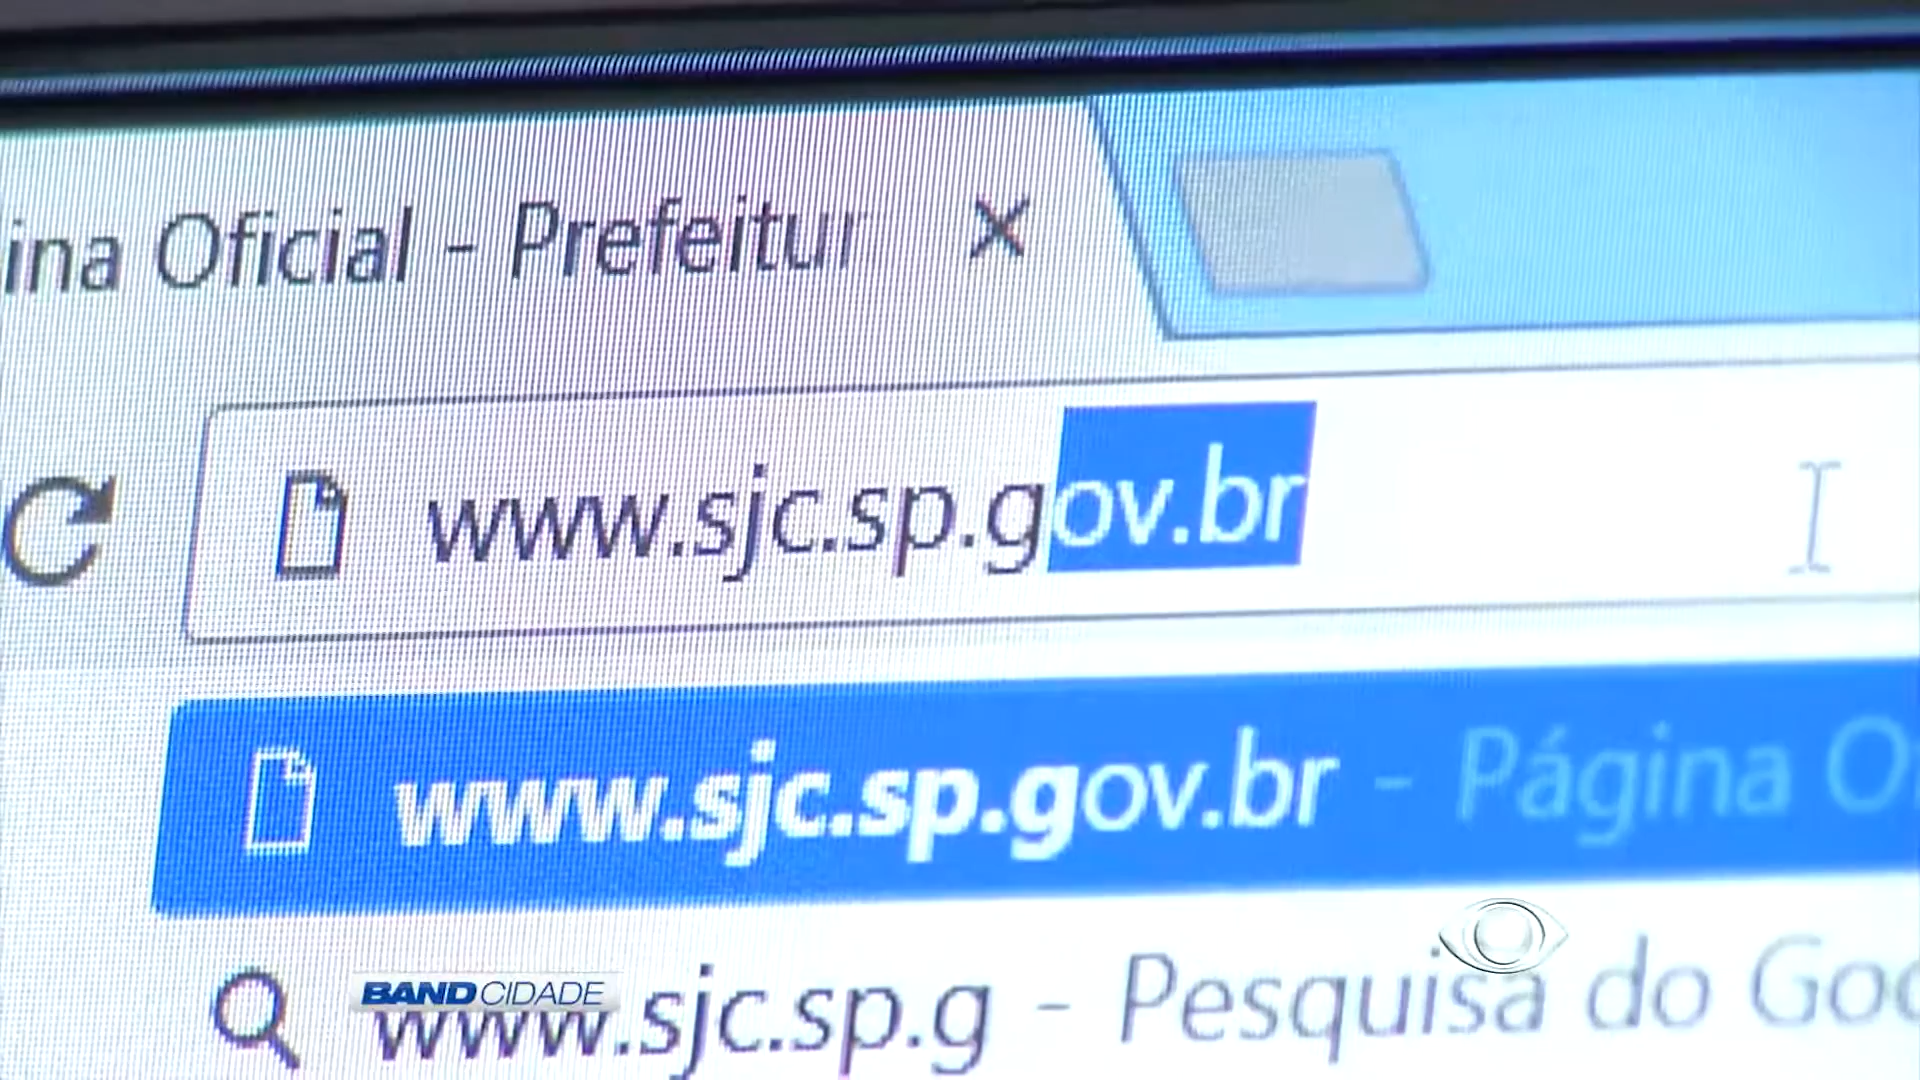 ina Oficial - Prefeitur
www.sjc.sp.gov.br
www.sjc.sp.gov.br - Página Of
www.sjc.sp.g - Pesquisa do Goo
BAND CIDADE